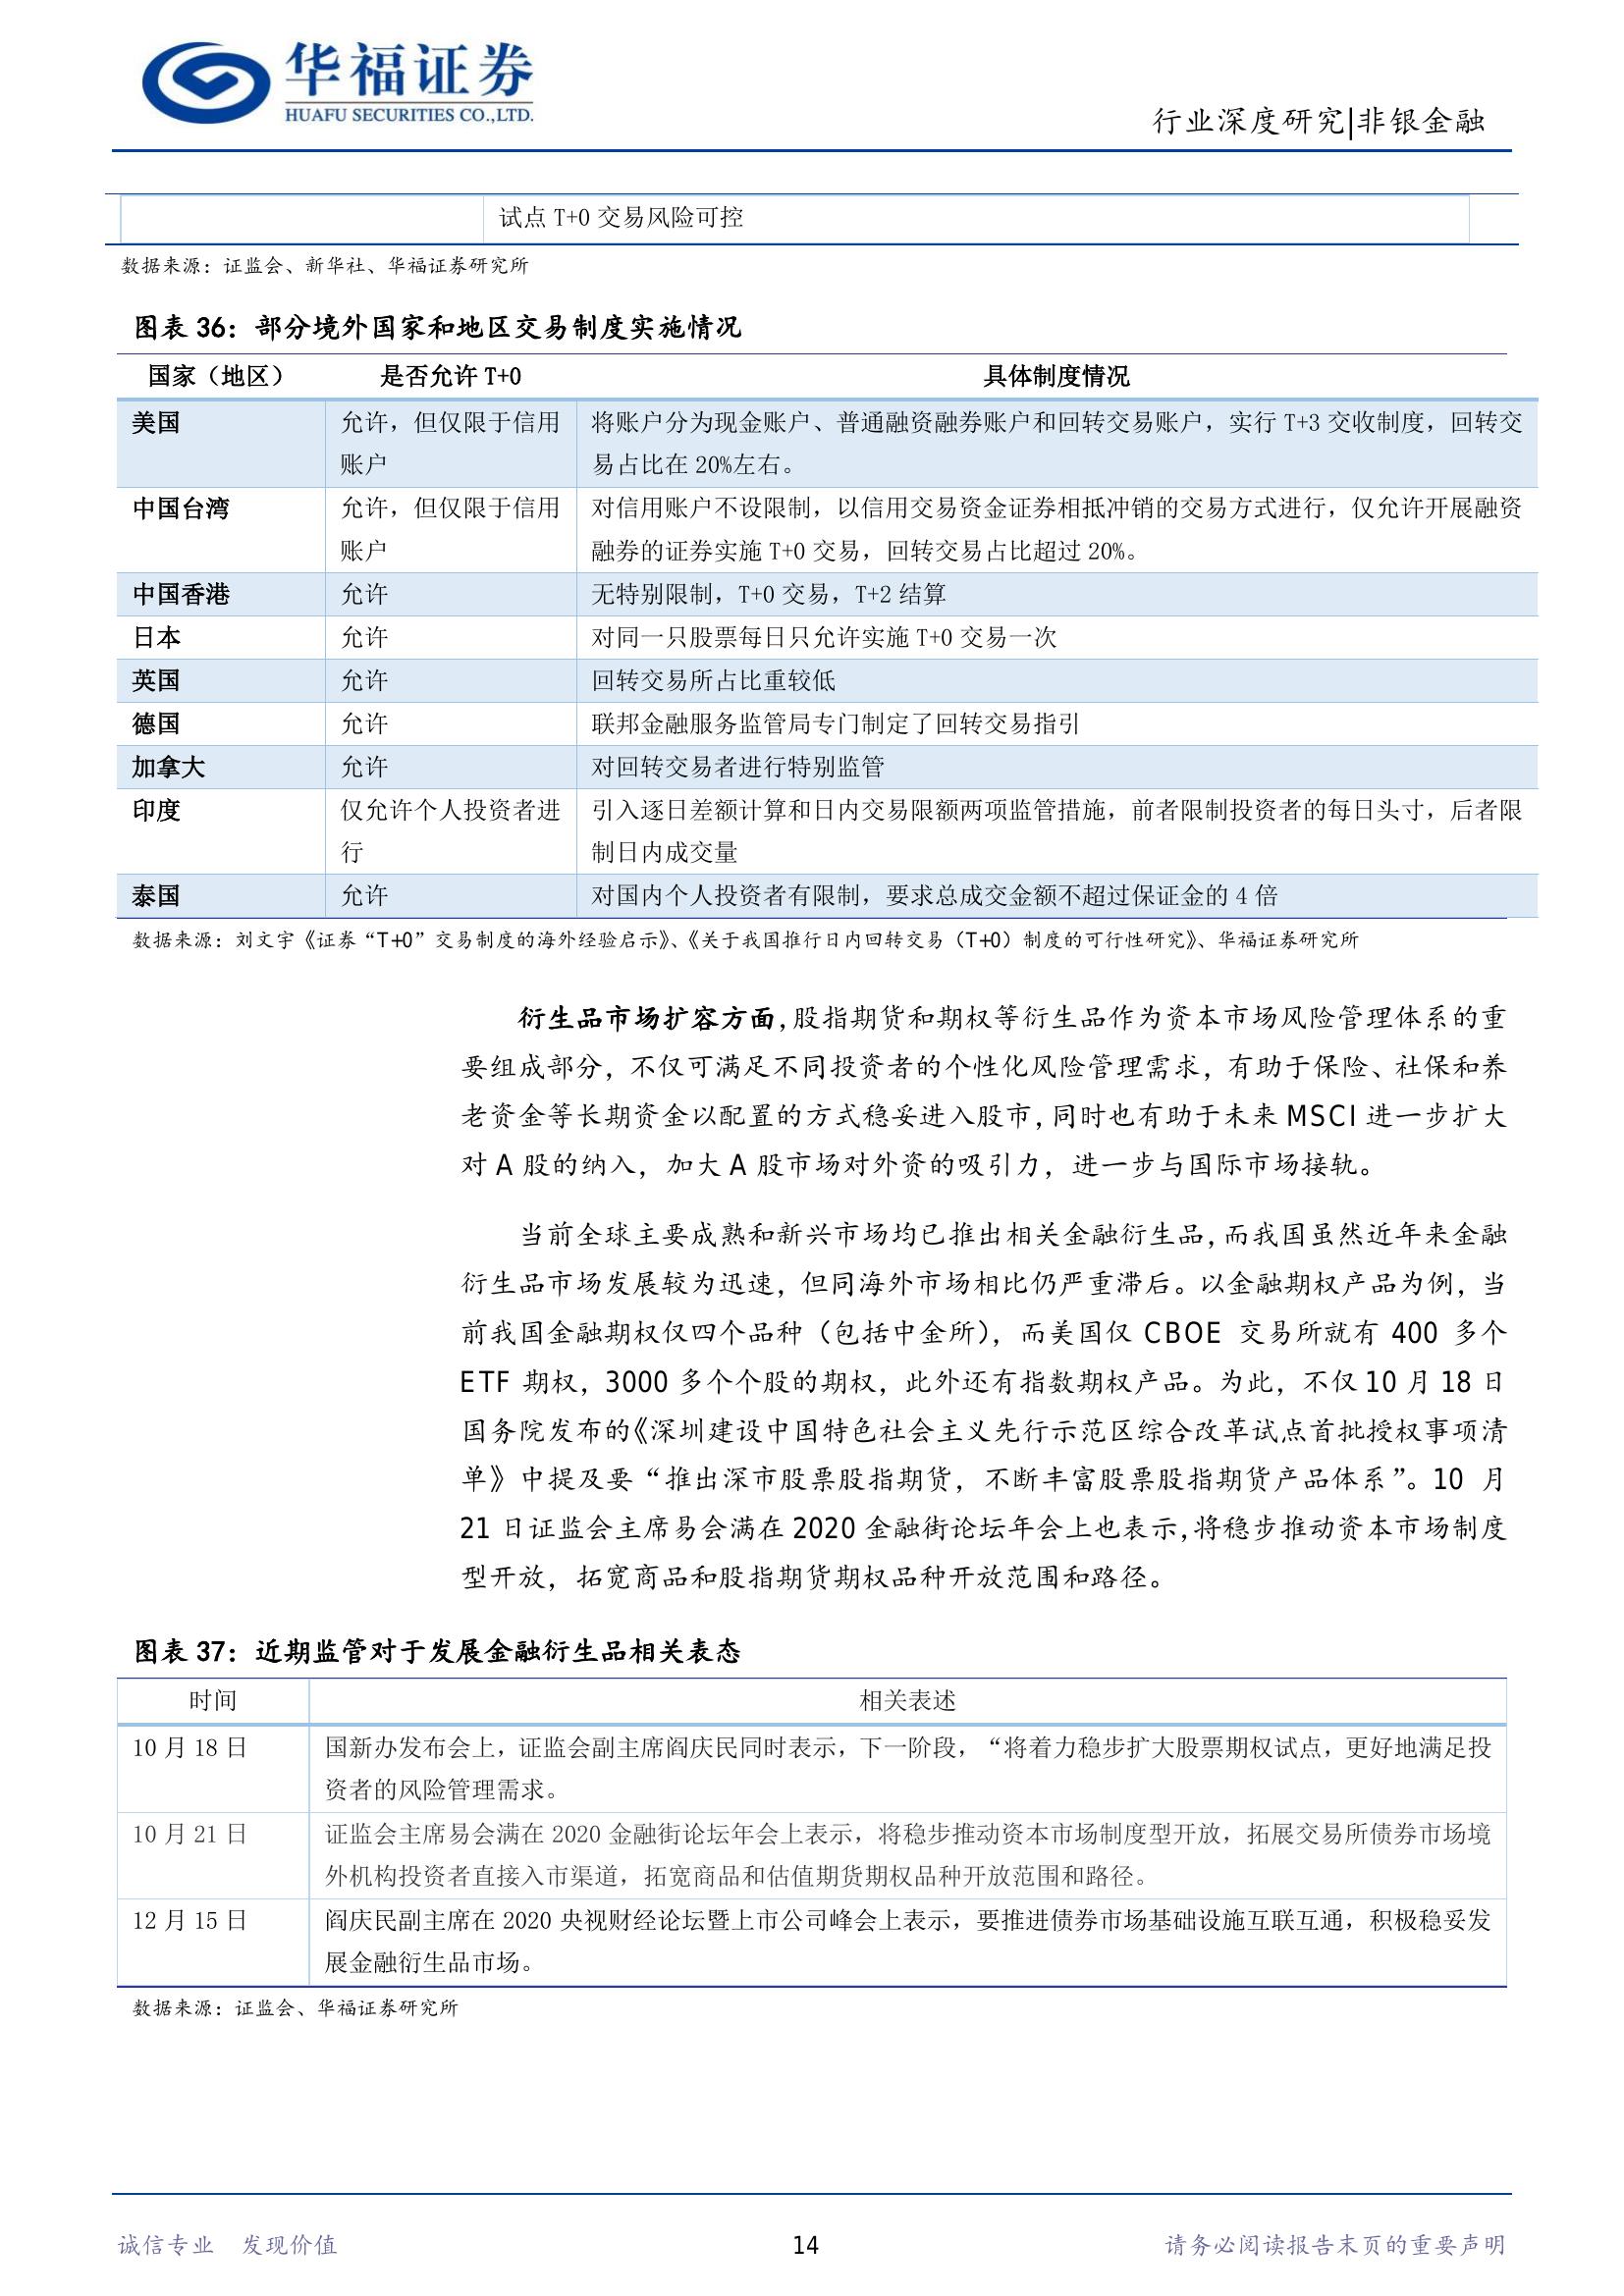 华福证券
HUAFU SECURITIES CO.,LTD.
行业深度研究|非银金融
试点 T+0 交易风险可控
数据来源：证监会、新华社、华福证券研究所
图表 36：部分境外国家和地区交易制度实施情况
国家（地区） 是否允许 T+0 具体制度情况
美国 允许，但仅限于信用 将账户分为现金账户、普通融资融券账户和回转交易账户，实行 T+3 交收制度，回转交
账户 易占比在 20%左右。
中国台湾 允许，但仅限于信用 对信用账户不设限制，以信用交易资金证券相抵冲销的交易方式进行，仅允许开展融资
账户 融券的证券实施 T+0 交易，回转交易占比超过 20%。
中国香港 允许 无特别限制，T+0 交易，T+2 结算
日本 允许 对同一只股票每日只允许实施 T+0 交易一次
英国 允许 回转交易所占比重较低
德国 允许 联邦金融服务监管局专门制定了回转交易指引
加拿大 允许 对回转交易者进行特别监管
印度 仅允许个人投资者进 引入逐日差额计算和日内交易限额两项监管措施，前者限制投资者的每日头寸，后者限
行 制日内成交量
泰国 允许 对国内个人投资者有限制，要求总成交金额不超过保证金的 4 倍
数据来源：刘文宇《证券“T+0”交易制度的海外经验启示》、《关于我国推行日内回转交易（T+0）制度的可行性研究》、华福证券研究所
衍生品市场扩容方面，股指期货和期权等衍生品作为资本市场风险管理体系的重
要组成部分，不仅可满足不同投资者的个性化风险管理需求，有助于保险、社保和养
老资金等长期资金以配置的方式稳妥进入股市，同时也有助于未来 MSCI 进一步扩大
对 A 股的纳入，加大 A 股市场对外资的吸引力，进一步与国际市场接轨。
当前全球主要成熟和新兴市场均已推出相关金融衍生品，而我国虽然近年来金融
衍生品市场发展较为迅速，但同海外市场相比仍严重滞后。以金融期权产品为例，当
前我国金融期权仅四个品种（包括中金所），而美国仅 CBOE 交易所就有 400 多个
ETF 期权，3000 多个个股的期权，此外还有指数期权产品。为此，不仅 10 月 18 日
国务院发布的《深圳建设中国特色社会主义先行示范区综合改革试点首批授权事项清
单》中提及要“推出深市股票股指期货，不断丰富股票股指期货产品体系”。10 月
21 日证监会主席易会满在 2020 金融街论坛年会上也表示，将稳步推动资本市场制度
型开放，拓宽商品和股指期货期权品种开放范围和路径。
图表 37：近期监管对于发展金融衍生品相关表态
时间 相关表述
10 月 18 日 国新办发布会上，证监会副主席阎庆民同时表示，下一阶段，“将着力稳步扩大股票期权试点，更好地满足投
资者的风险管理需求。
10 月 21 日 证监会主席易会满在 2020 金融街论坛年会上表示，将稳步推动资本市场制度型开放，拓展交易所债券市场境
外机构投资者直接入市渠道，拓宽商品和估值期货期权品种开放范围和路径。
12 月 15 日 阎庆民副主席在 2020 央视财经论坛暨上市公司峰会上表示，要推进债券市场基础设施互联互通，积极稳妥发
展金融衍生品市场。
数据来源：证监会、华福证券研究所
诚信专业 发现价值 14 请务必阅读报告末页的重要声明